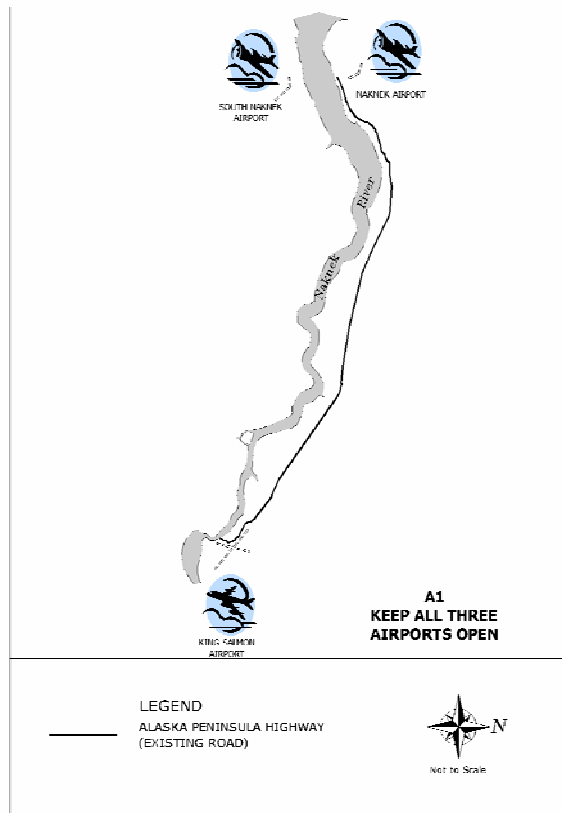 SOUTH NAKNEK
AIRPORT
NAKNEK AIRPORT
River
Naknek
KING SALMON
AIRPORT
A1
KEEP ALL THREE
AIRPORTS OPEN
LEGEND
ALASKA PENINSULA HIGHWAY
(EXISTING ROAD)
N
Not to Scale